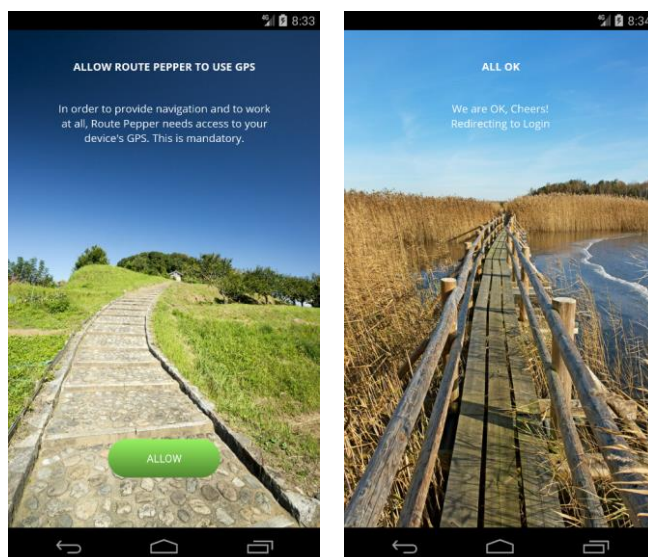 4G 8:33
ALLOW ROUTE PEPPER TO USE GPS
In order to provide navigation and to work
at all, Route Pepper needs access to your
device's GPS. This is mandatory.
ALLOW
4G 8:34
ALL OK
We are OK, Cheers!
Redirecting to Login